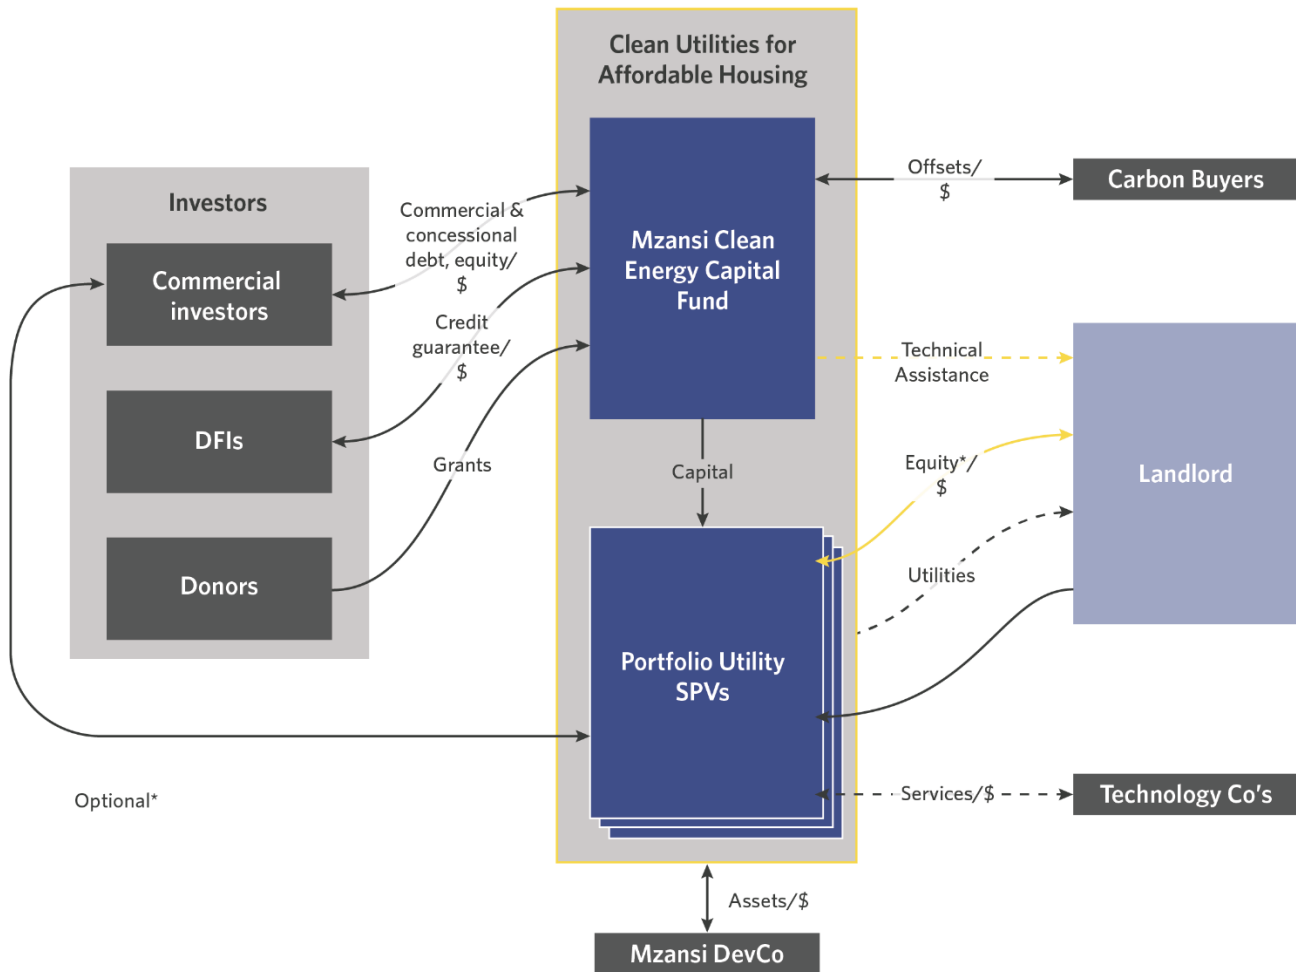 Clean Utilities for
Affordable Housing
Investors
Commercial
investors
DFIs
Donors
Commercial &
concessional
debt, equity/
$
Credit
guarantee/
$
Grants
Mzansi Clean
Energy Capital
Fund
Capital
Portfolio Utility
SPVs
Offsets/
$
Carbon Buyers
Technical
Assistance
Equity*/
$
Landlord
Utilities
Services/$
Technology Co's
Optional*
Assets/$
Mzansi DevCo